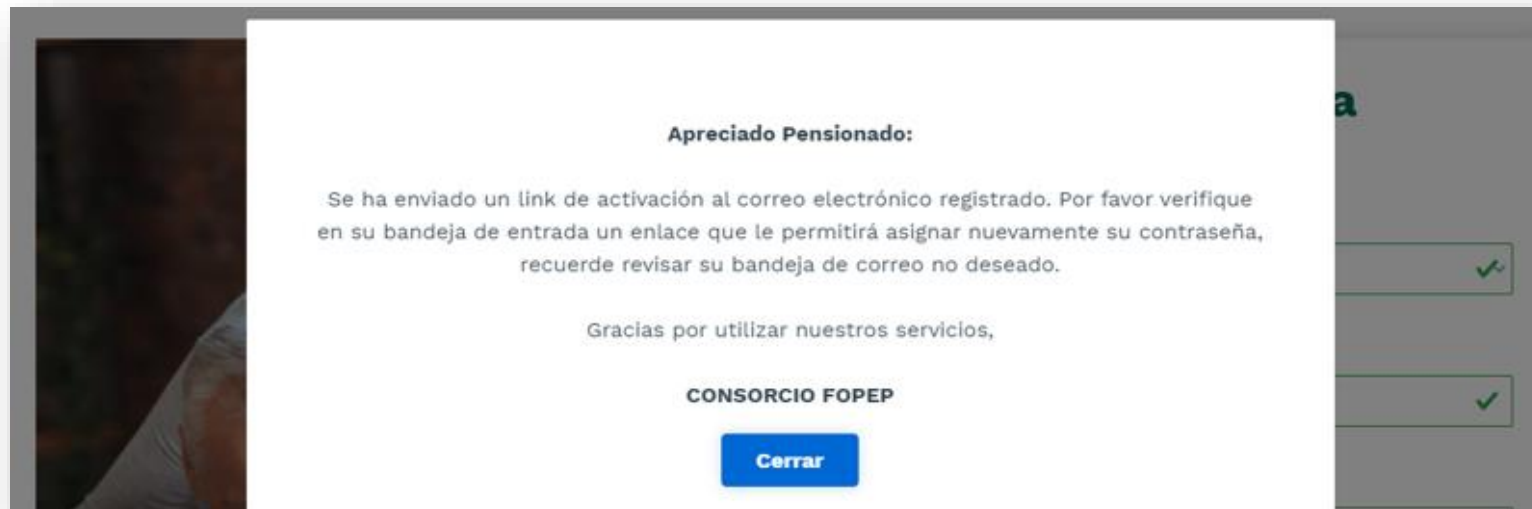 a
Apreciado Pensionado:
Se ha enviado un link de activación al correo electrónico registrado. Por favor verifique
en su bandeja de entrada un enlace que le permitirá asignar nuevamente su contraseña,
recuerde revisar su bandeja de correo no deseado.
Gracias por utilizar nuestros servicios,
CONSORCIO FOPEP
Cerrar